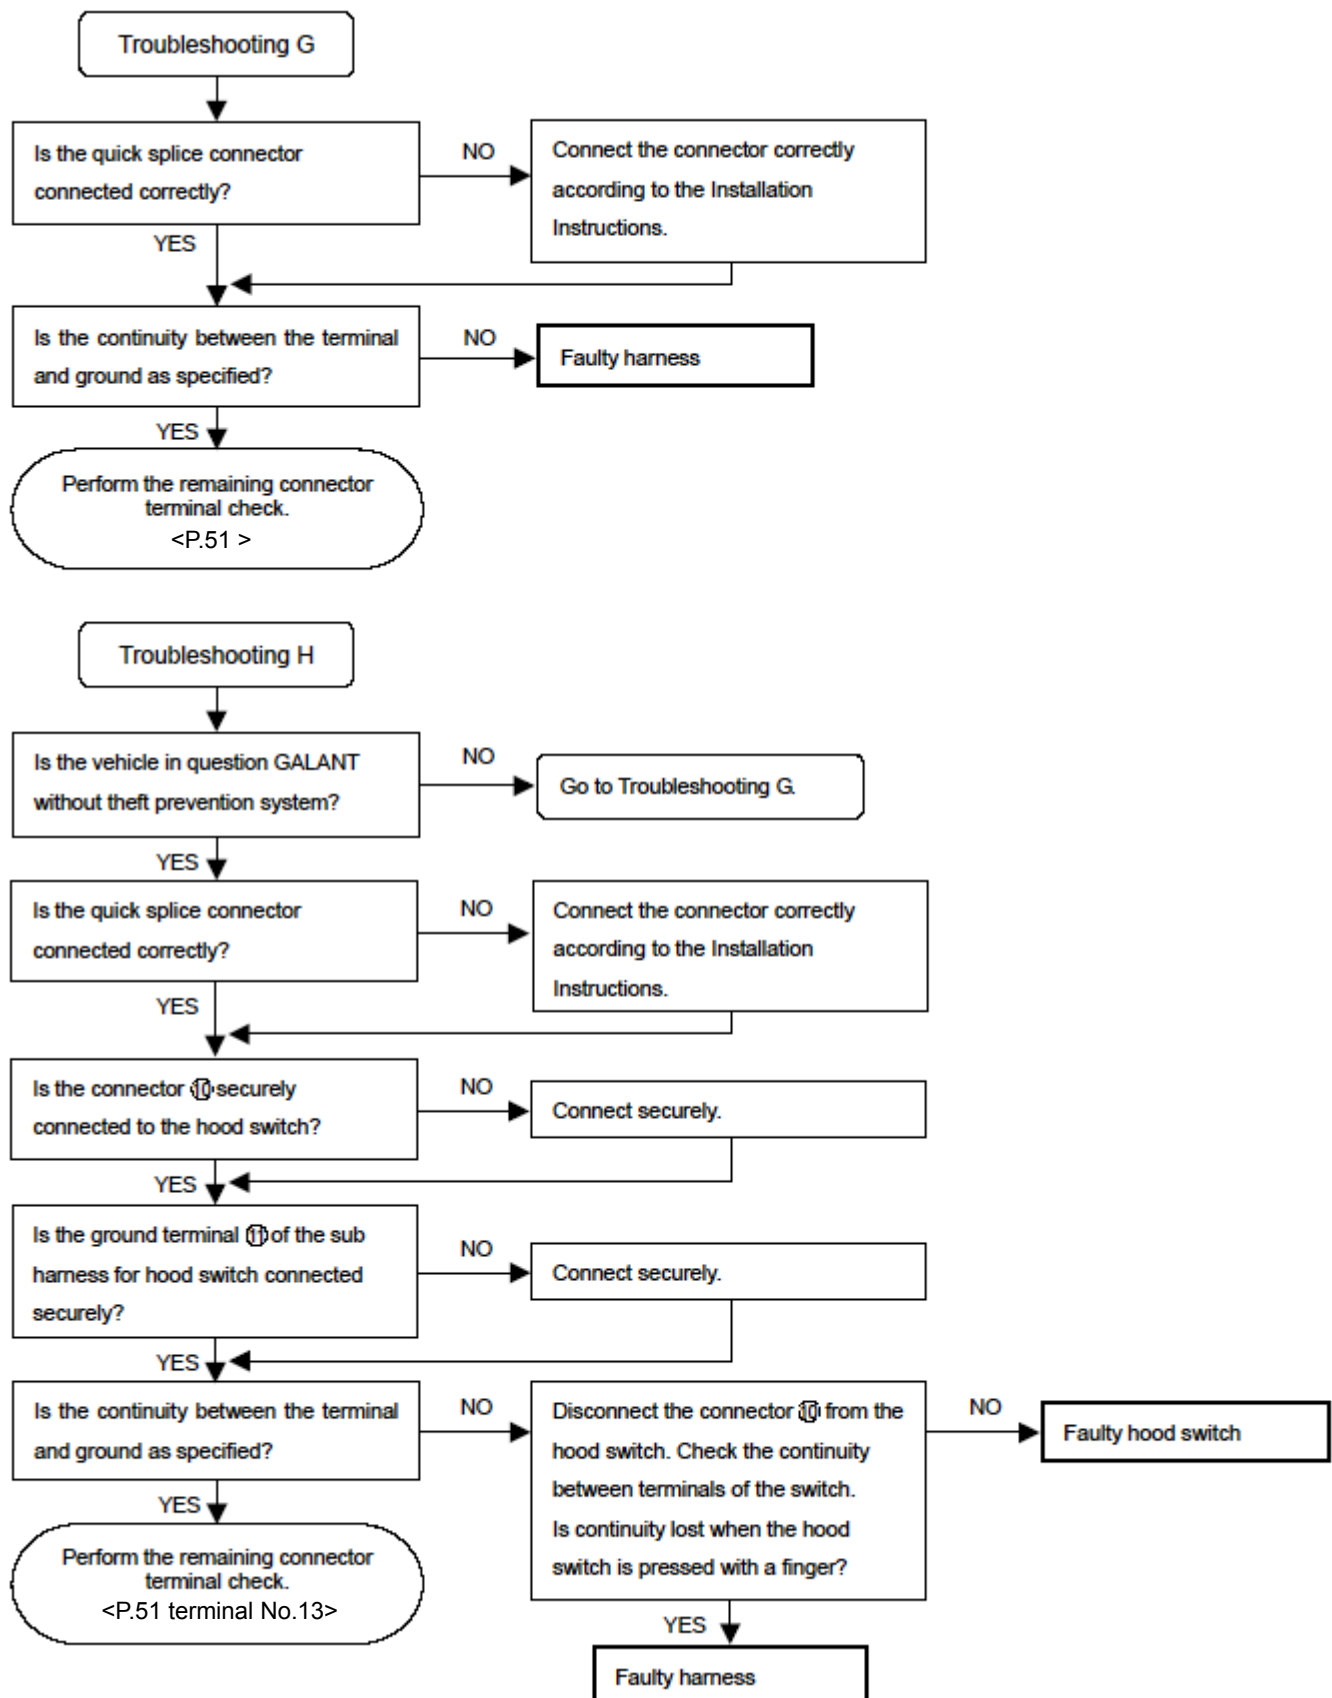 Troubleshooting G
Is the quick splice connector
connected correctly?
NO
Connect the connector correctly
according to the Installation
Instructions.
YES
Is the continuity between the terminal
and ground as specified?
NO
Faulty harness
YES
Perform the remaining connector
terminal check.
<P.51 >
Troubleshooting H
Is the vehicle in question GALANT
without theft prevention system?
NO
Go to Troubleshooting G.
YES
Is the quick splice connector
connected correctly?
NO
Connect the connector correctly
according to the Installation
Instructions.
YES
Is the connector ⑩ securely
connected to the hood switch?
NO
Connect securely.
YES
Is the ground terminal ⑪ of the sub
harness for hood switch connected
securely?
NO
Connect securely.
YES
Is the continuity between the terminal
and ground as specified?
NO
Disconnect the connector ⑩ from the
hood switch. Check the continuity
between terminals of the switch.
Is continuity lost when the hood
switch is pressed with a finger?
NO
Faulty hood switch
YES
Perform the remaining connector
terminal check.
<P.51 terminal No.13>
YES
Faulty harness